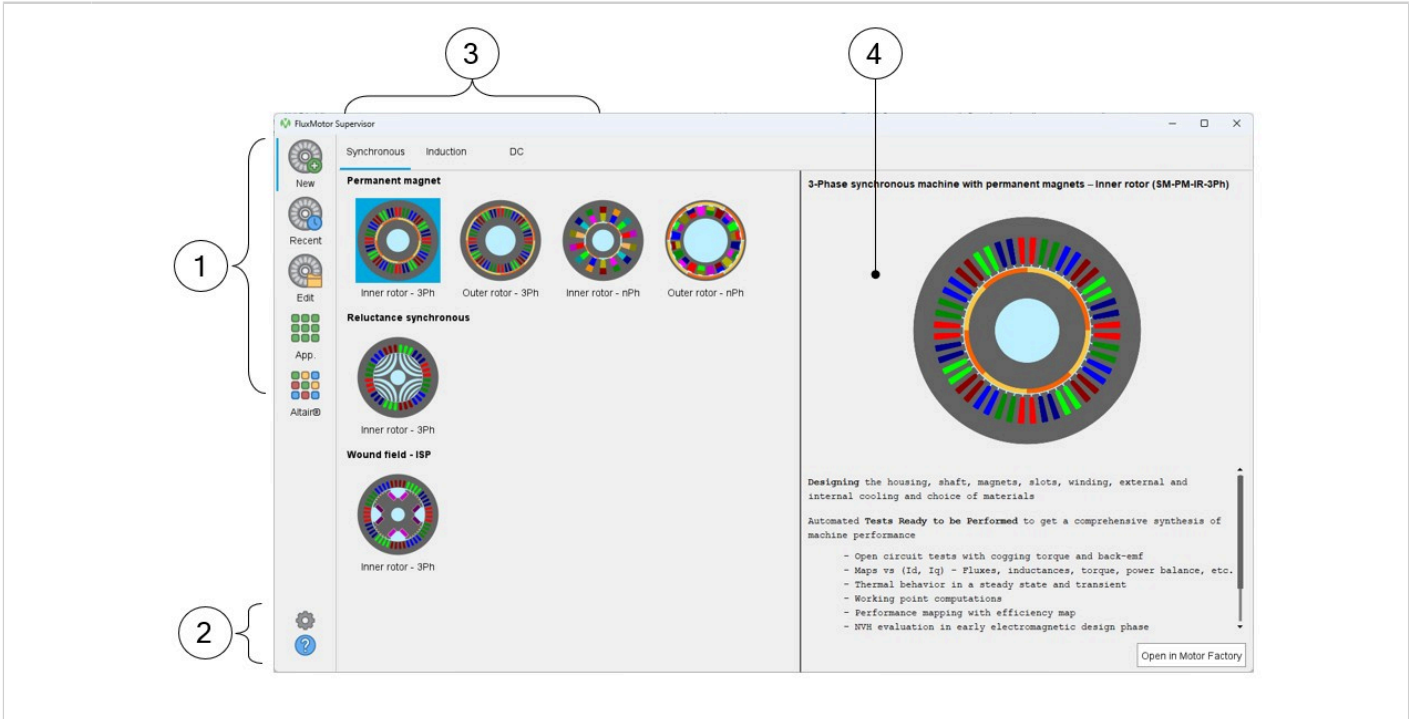 3
4
FluxMotor Supervisor
1
New
Recent
Edit
App.
Altair®
2
Synchronous Induction DC
Permanent magnet
Inner rotor - 3Ph Outer rotor - 3Ph Inner rotor - nPh Outer rotor - nPh
Reluctance synchronous
Inner rotor - 3Ph
Wound field - ISP
Inner rotor - 3Ph
3-Phase synchronous machine with permanent magnets – Inner rotor (SM-PM-IR-3Ph)
Designing the housing, shaft, magnets, slots, winding, external and
internal cooling and choice of materials
Automated Tests Ready to be Performed to get a comprehensive synthesis of
machine performance
- Open circuit tests with cogging torque and back-emf
- Maps vs (Id, Iq) - Fluxes, inductances, torque, power balance, etc.
- Thermal behavior in a steady state and transient
- Working point computations
- Performance mapping with efficiency map
- NVH evaluation in early electromagnetic design phase
Open in Motor Factory